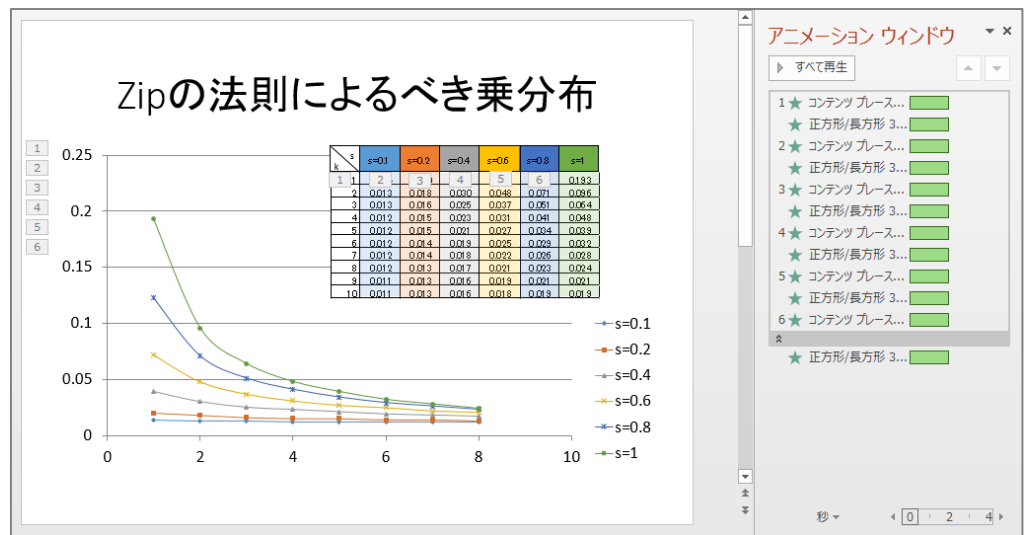 Zipの法則によるべき乗分布
1
2
3
4
5
6
0.25
0.2
0.15
0.1
0.05
0
0 2 4 6 8 10
s
k s=0.1 s=0.2 s=0.4 s=0.6 s=0.8 s=1
1 2 3 4 5 6
1 0.193
2 0.013 0.018 0.030 0.048 0.071 0.096
3 0.013 0.016 0.025 0.037 0.051 0.064
4 0.012 0.015 0.023 0.031 0.041 0.048
5 0.012 0.015 0.021 0.027 0.034 0.039
6 0.012 0.014 0.019 0.025 0.029 0.032
7 0.012 0.014 0.018 0.022 0.026 0.028
8 0.012 0.013 0.017 0.021 0.023 0.024
9 0.011 0.013 0.016 0.019 0.021 0.021
10 0.011 0.013 0.016 0.018 0.019 0.019
s=0.1
s=0.2
s=0.4
s=0.6
s=0.8
s=1
アニメーション ウィンドウ
すべて再生
1 コンテンツ プレース...
正方形/長方形 3...
2 コンテンツ プレース...
正方形/長方形 3...
3 コンテンツ プレース...
正方形/長方形 3...
4 コンテンツ プレース...
正方形/長方形 3...
5 コンテンツ プレース...
正方形/長方形 3...
6 コンテンツ プレース...
正方形/長方形 3...
秒 0 2 4